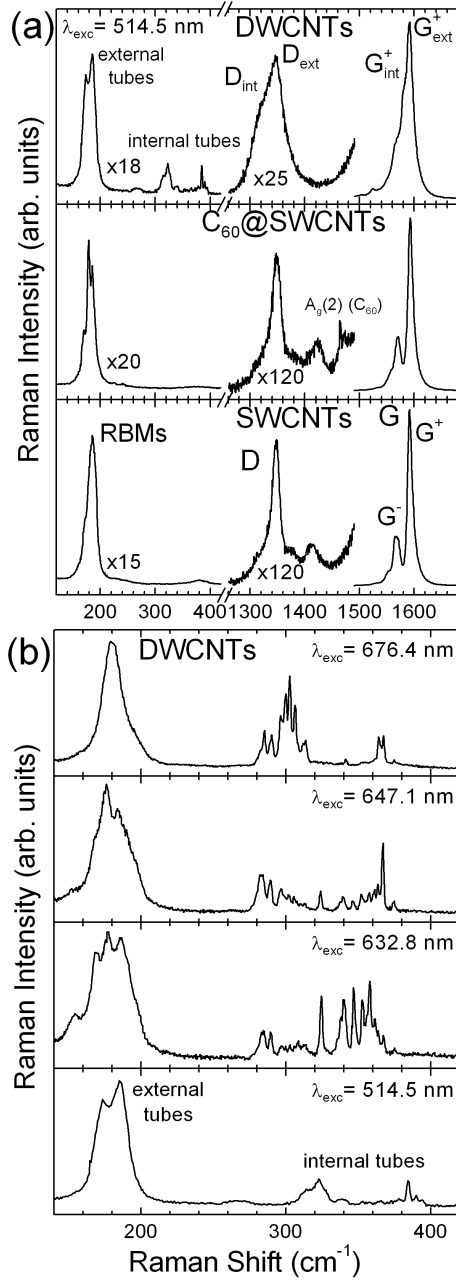 (a)
λexc= 514.5 nm
DWCNTs
external
tubes
internal tubes
x18
Dint
Dext
x25
G+int
G+ext
C60@SWCNTs
x20
Ag(2) (C60)
x120
RBMs
SWCNTs
x15
D
x120
G
G-
G+
Raman Intensity (arb. units)
200 300 400 1300 1400 1500 1600
(b)
DWCNTs
λexc= 676.4 nm
λexc= 647.1 nm
λexc= 632.8 nm
λexc= 514.5 nm
external
tubes
internal tubes
Raman Intensity (arb. units)
200 300 400
Raman Shift (cm-1)